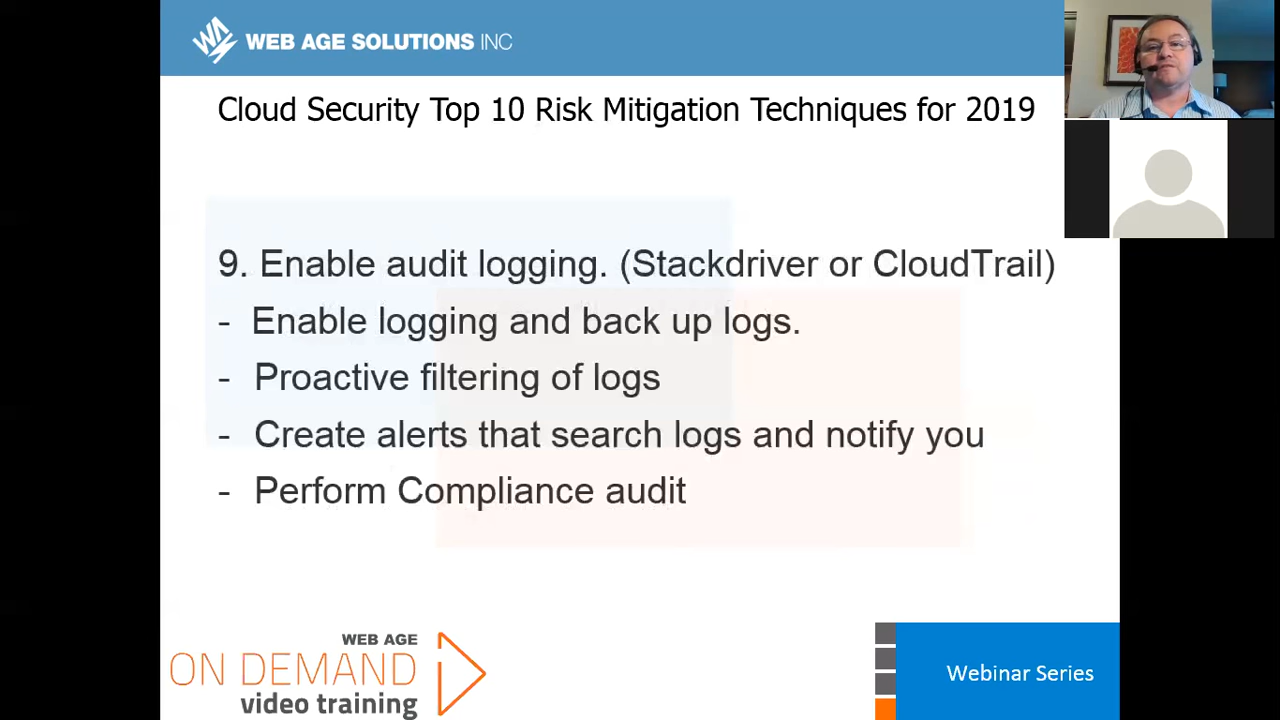 WEB AGE SOLUTIONS INC
Cloud Security Top 10 Risk Mitigation Techniques for 2019
9. Enable audit logging. (Stackdriver or CloudTrail)
- Enable logging and back up logs.
- Proactive filtering of logs
- Create alerts that search logs and notify you
- Perform Compliance audit
WEB AGE
ON DEMAND
video training
Webinar Series